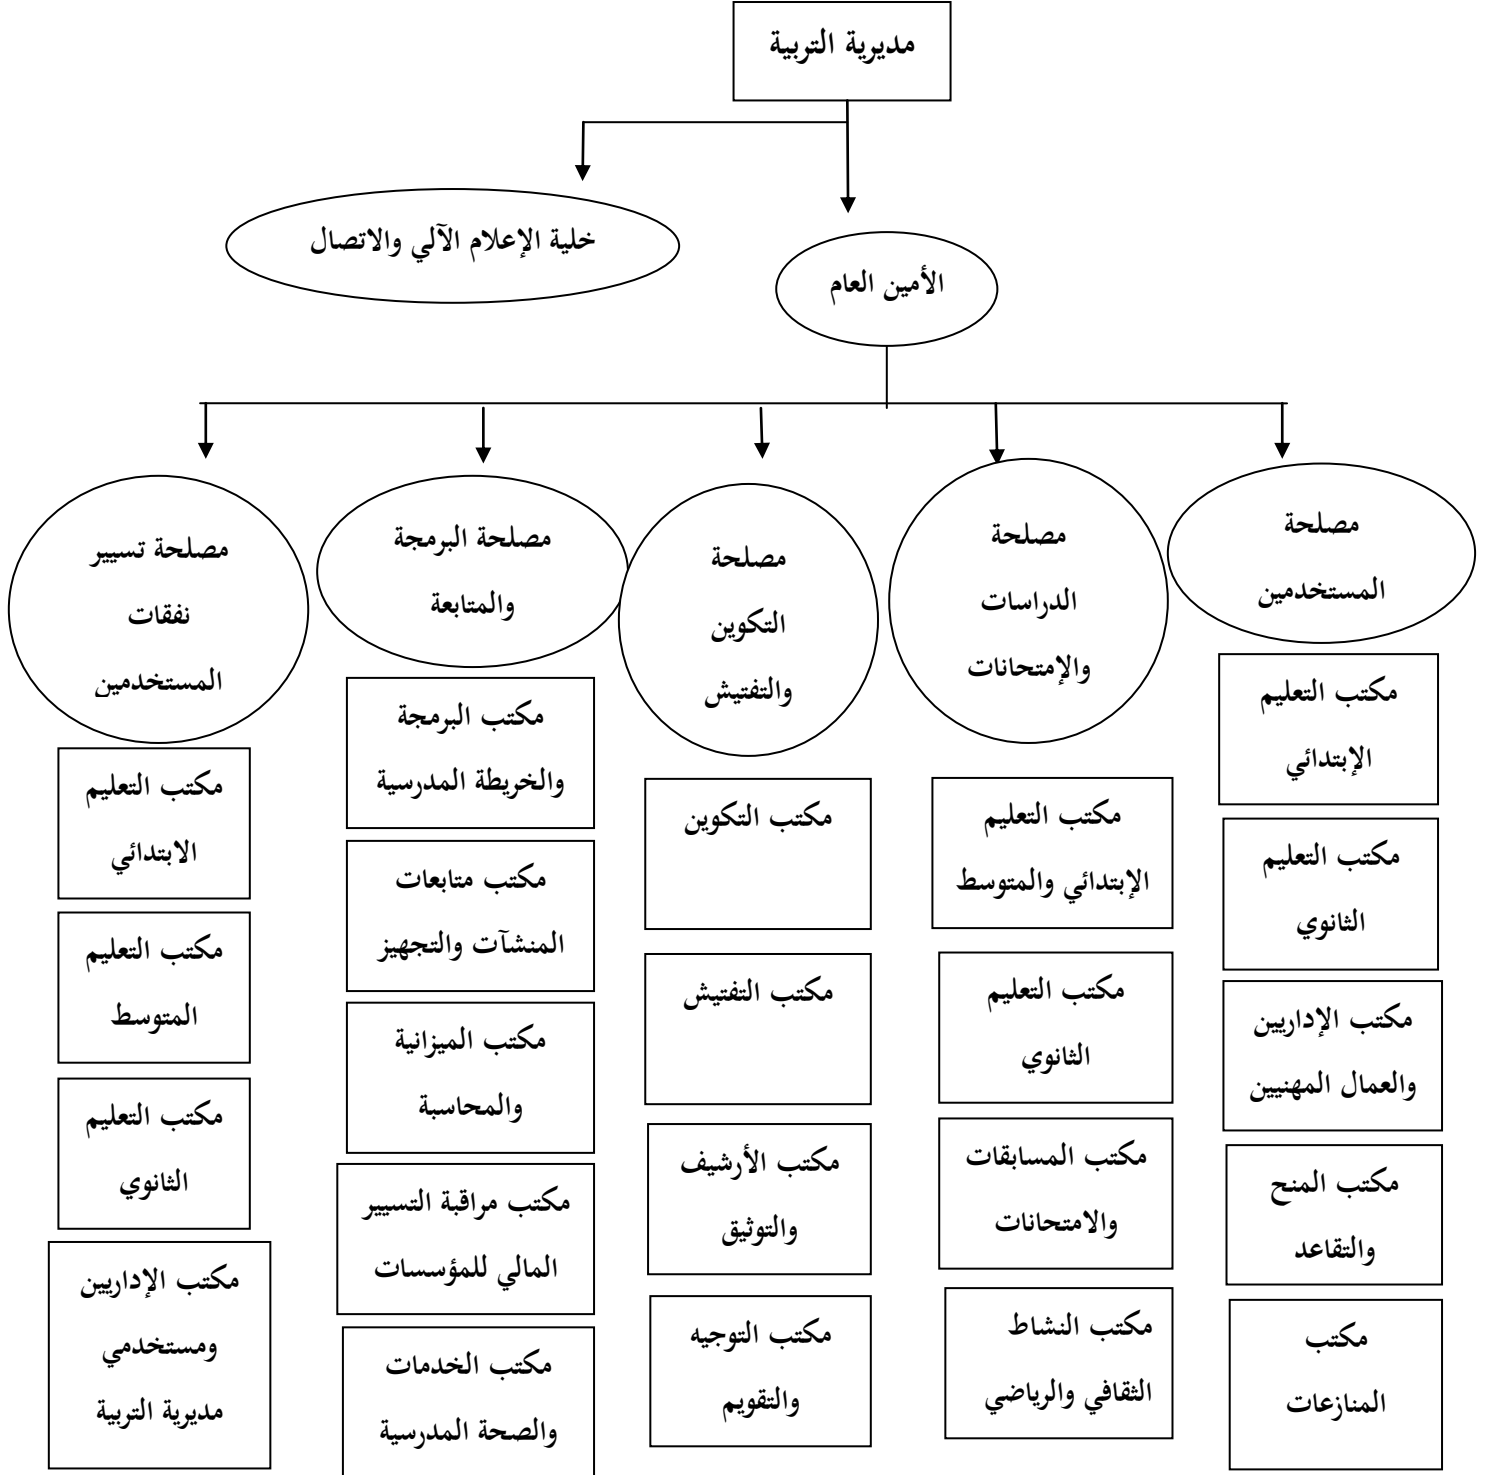 مديرية التربية
خلية الإعلام الآلي والاتصال
الأمين العام
مصلحة
المستخدمين
مصلحة
الدراسات
والإمتحانات
مصلحة
التكوين
والتفتيش
مصلحة البرمجة
والمتابعة
مصلحة تسيير
نفقات
المستخدمين
مكتب التعليم
الإبتدائي
مكتب التعليم
الثانوي
مكتب الإداريين
والعمال المهنيين
مكتب المنح
والتقاعد
مكتب
المنازعات
مكتب التعليم
الإبتدائي والمتوسط
مكتب التعليم
الثانوي
مكتب المسابقات
والامتحانات
مكتب النشاط
الثقافي والرياضي
مكتب التكوين
مكتب التفتيش
مكتب الأرشيف
والتوثيق
مكتب التوجيه
والتقويم
مكتب البرمجة
والخريطة المدرسية
مكتب متابعات
المنشآت والتجهيز
مكتب الميزانية
والمحاسبة
مكتب مراقبة التسيير
المالي للمؤسسات
مكتب الخدمات
والصحة المدرسية
مكتب التعليم
الابتدائي
مكتب التعليم
المتوسط
مكتب التعليم
الثانوي
مكتب الإداريين
ومستخدمي
مديرية التربية